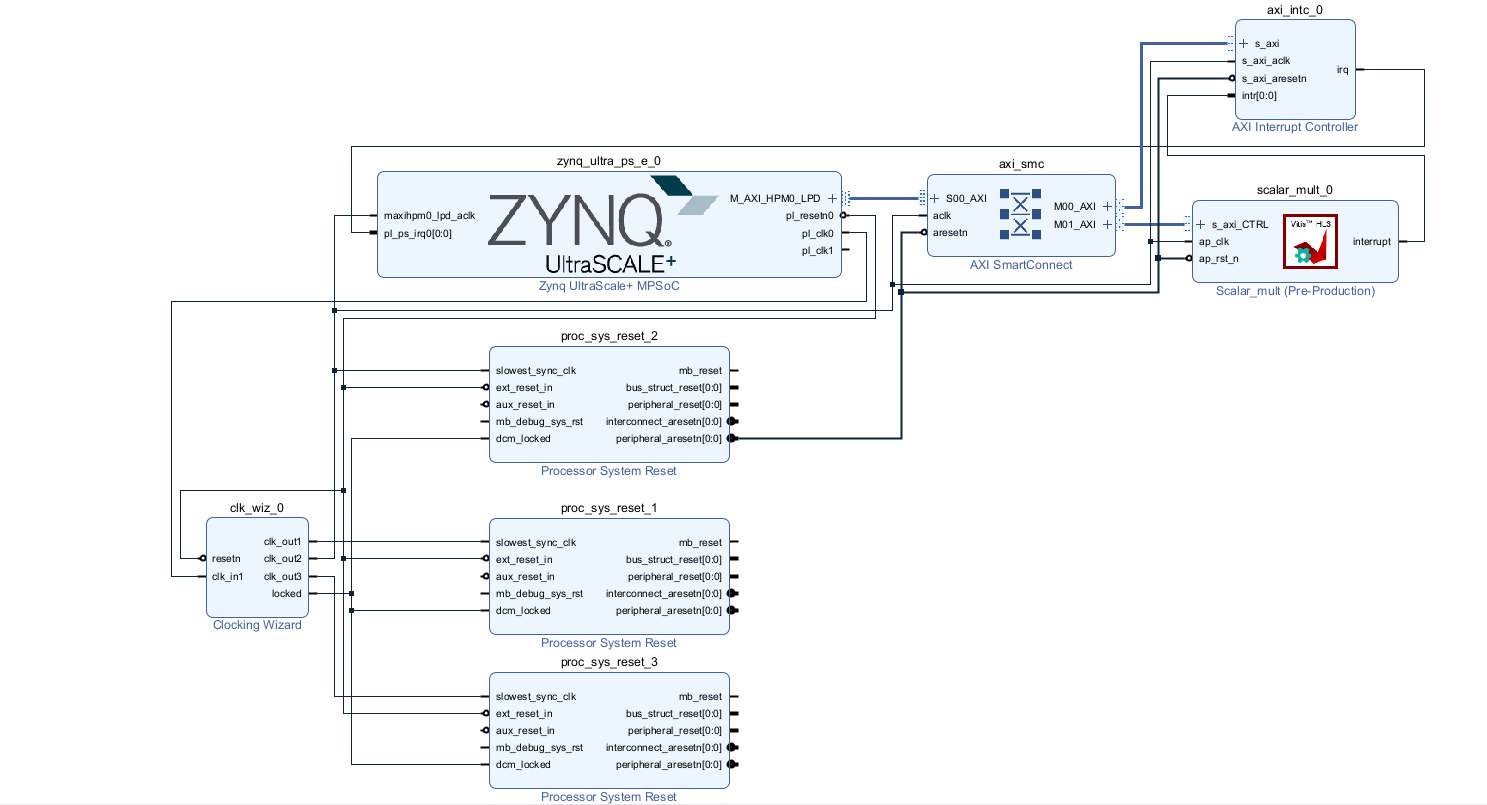 axi_intc_0
s_axi
s_axi_aclk
s_axi_aresetn
intr[0:0]
irq
AXI Interrupt Controller
zynq_ultra_ps_e_0
maxihpm0_lpd_aclk
pl_ps_irq0[0:0]
ZYNQ
UltraSCALE+
M_AXI_HPM0_LPD
pl_resetn0
pl_clk0
pl_clk1
Zynq UltraScale+ MPSoC
axi_smc
S00_AXI
aclk
aresetn
M00_AXI
M01_AXI
AXI SmartConnect
scalar_mult_0
s_axi_CTRL
ap_clk
ap_rst_n
Vitis™ HLS
interrupt
Scalar_mult (Pre-Production)
proc_sys_reset_2
slowest_sync_clk
ext_reset_in
aux_reset_in
mb_debug_sys_rst
dcm_locked
mb_reset
bus_struct_reset[0:0]
peripheral_reset[0:0]
interconnect_aresetn[0:0]
peripheral_aresetn[0:0]
Processor System Reset
clk_wiz_0
resetn
clk_in1
clk_out1
clk_out2
clk_out3
locked
Clocking Wizard
proc_sys_reset_1
slowest_sync_clk
ext_reset_in
aux_reset_in
mb_debug_sys_rst
dcm_locked
mb_reset
bus_struct_reset[0:0]
peripheral_reset[0:0]
interconnect_aresetn[0:0]
peripheral_aresetn[0:0]
Processor System Reset
proc_sys_reset_3
slowest_sync_clk
ext_reset_in
aux_reset_in
mb_debug_sys_rst
dcm_locked
mb_reset
bus_struct_reset[0:0]
peripheral_reset[0:0]
interconnect_aresetn[0:0]
peripheral_aresetn[0:0]
Processor System Reset